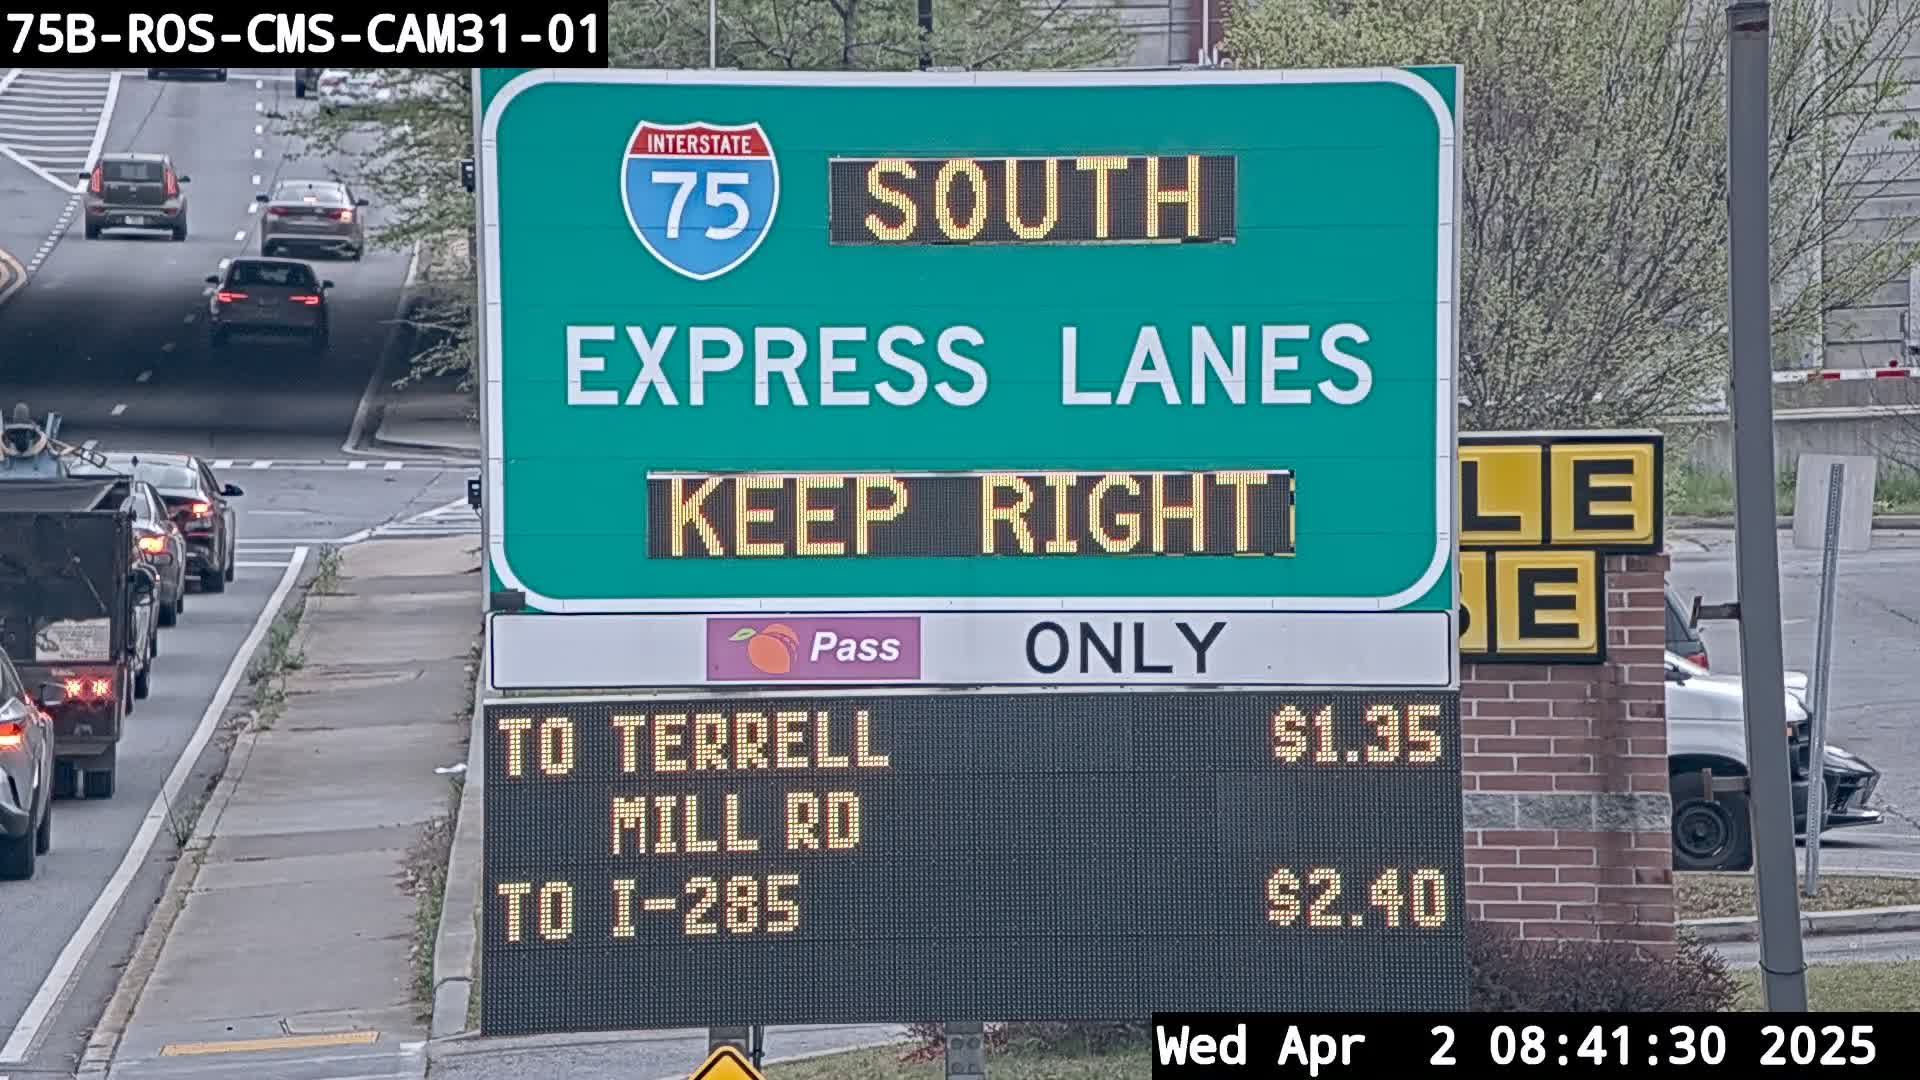 75B-ROS-CMS-CAM31-01
INTERSTATE
75
SOUTH
EXPRESS LANES
KEEP RIGHT
Pass ONLY
TO TERRELL $1.35
MILL RD
TO I-285 $2.40
LE
E
Wed Apr 2 08:41:30 2025